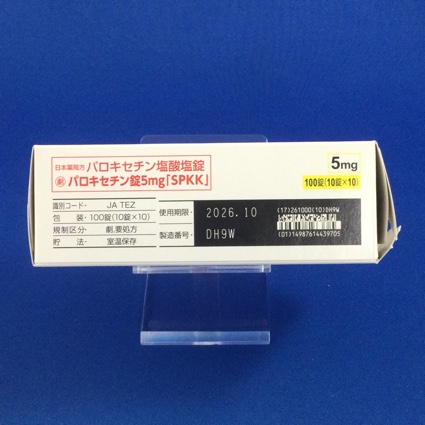 日本薬局方 パロキセチン塩酸塩錠
劇 パロキセチン錠5mg「SPKK」
5mg
100錠(10錠×10)
識別コード: JA TEZ
包装: 100錠(10錠×10)
規制区分: 劇,要処方
貯法: 室温保存
使用期限: 2026.10
製造番号: DH9W
(17)261000(10)DH9W
(01)14987614439705